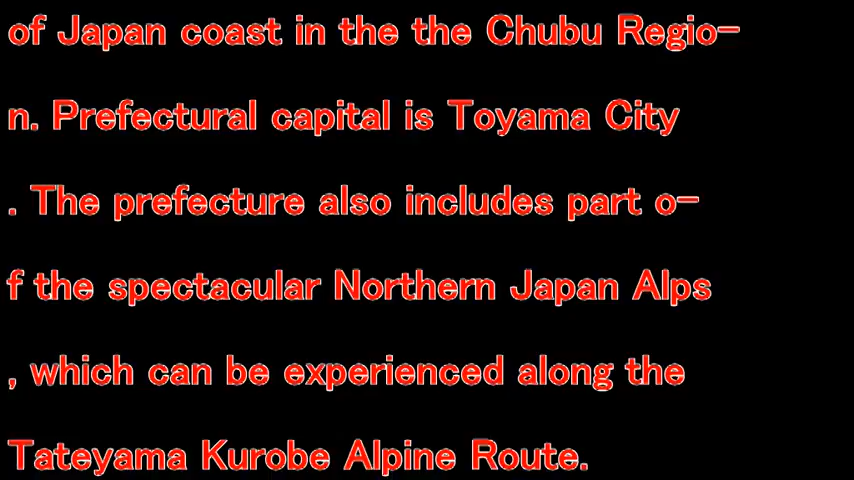 of Japan coast in the the Chubu Regio-
n. Prefectural capital is Toyama City
. The prefecture also includes part o-
f the spectacular Northern Japan Alps
, which can be experienced along the
Tateyama Kurobe Alpine Route.